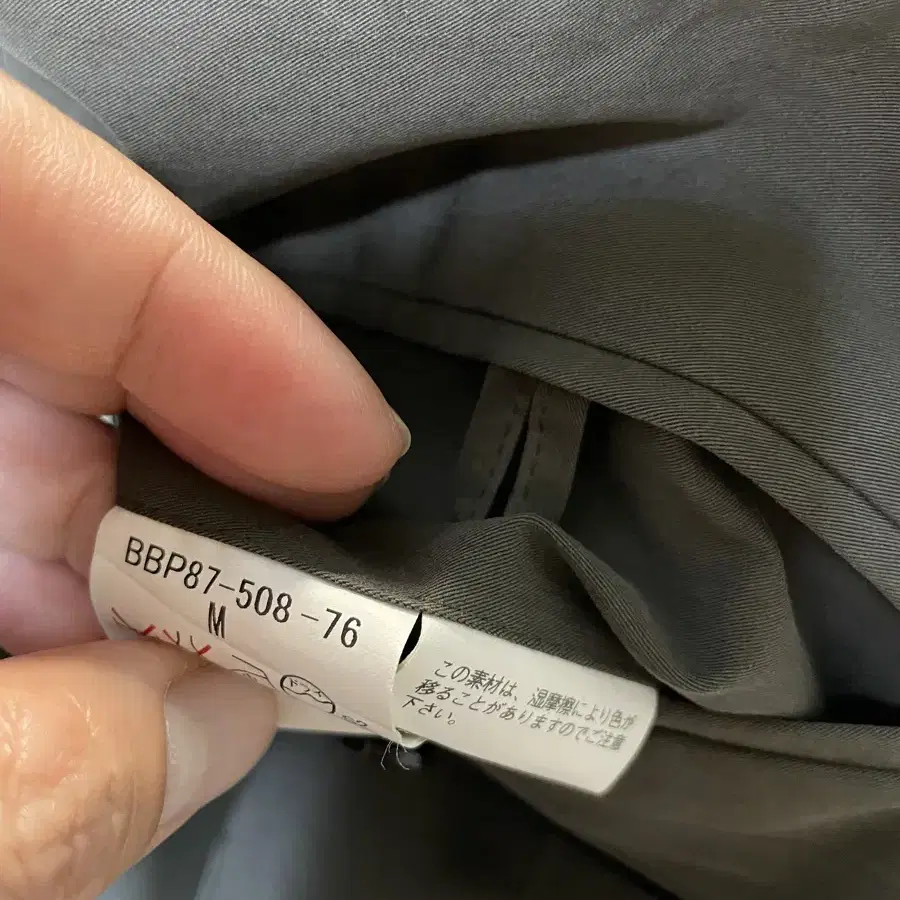 BBP87-508-76
M
この素材は、湿摩擦により色が
移ることがありますのでご注意
下さい。